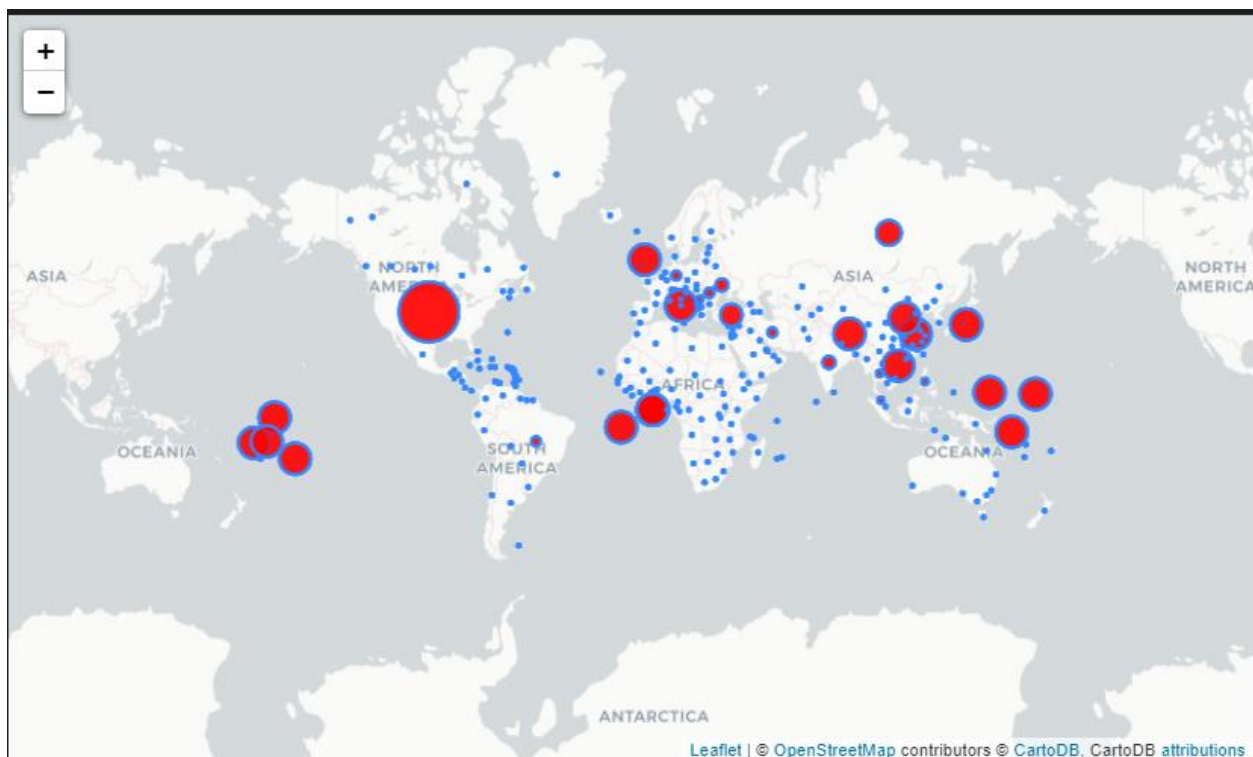 +
−
ASIA
NORTH
AMERICA
ASIA
NORTH
AMERICA
AFRICA
OCEANIA
SOUTH
AMERICA
OCEANIA
ANTARCTICA
Leaflet | © OpenStreetMap contributors © CartoDB, CartoDB attributions